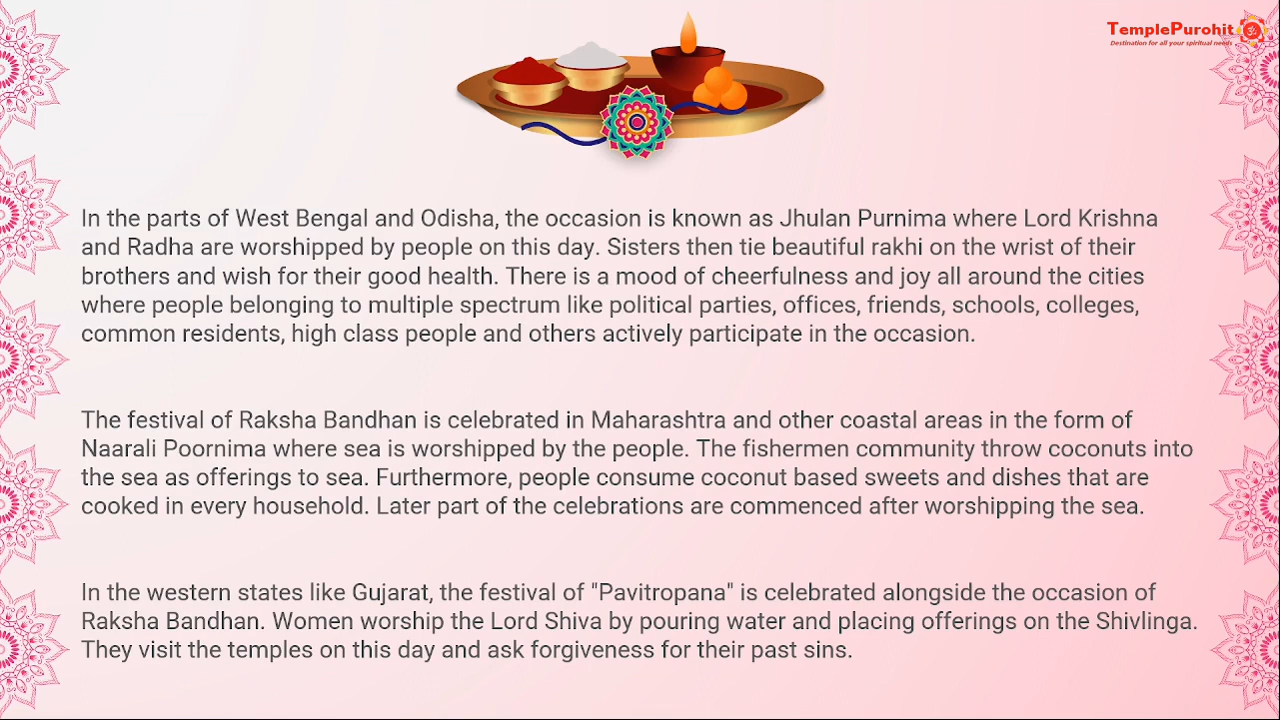 TemplePurohit
Destination for all your spiritual needs
In the parts of West Bengal and Odisha, the occasion is known as Jhulan Purnima where Lord Krishna
and Radha are worshipped by people on this day. Sisters then tie beautiful rakhi on the wrist of their
brothers and wish for their good health. There is a mood of cheerfulness and joy all around the cities
where people belonging to multiple spectrum like political parties, offices, friends, schools, colleges,
common residents, high class people and others actively participate in the occasion.
The festival of Raksha Bandhan is celebrated in Maharashtra and other coastal areas in the form of
Naarali Poornima where sea is worshipped by the people. The fishermen community throw coconuts into
the sea as offerings to sea. Furthermore, people consume coconut based sweets and dishes that are
cooked in every household. Later part of the celebrations are commenced after worshipping the sea.
In the western states like Gujarat, the festival of "Pavitropana" is celebrated alongside the occasion of
Raksha Bandhan. Women worship the Lord Shiva by pouring water and placing offerings on the Shivlinga.
They visit the temples on this day and ask forgiveness for their past sins.